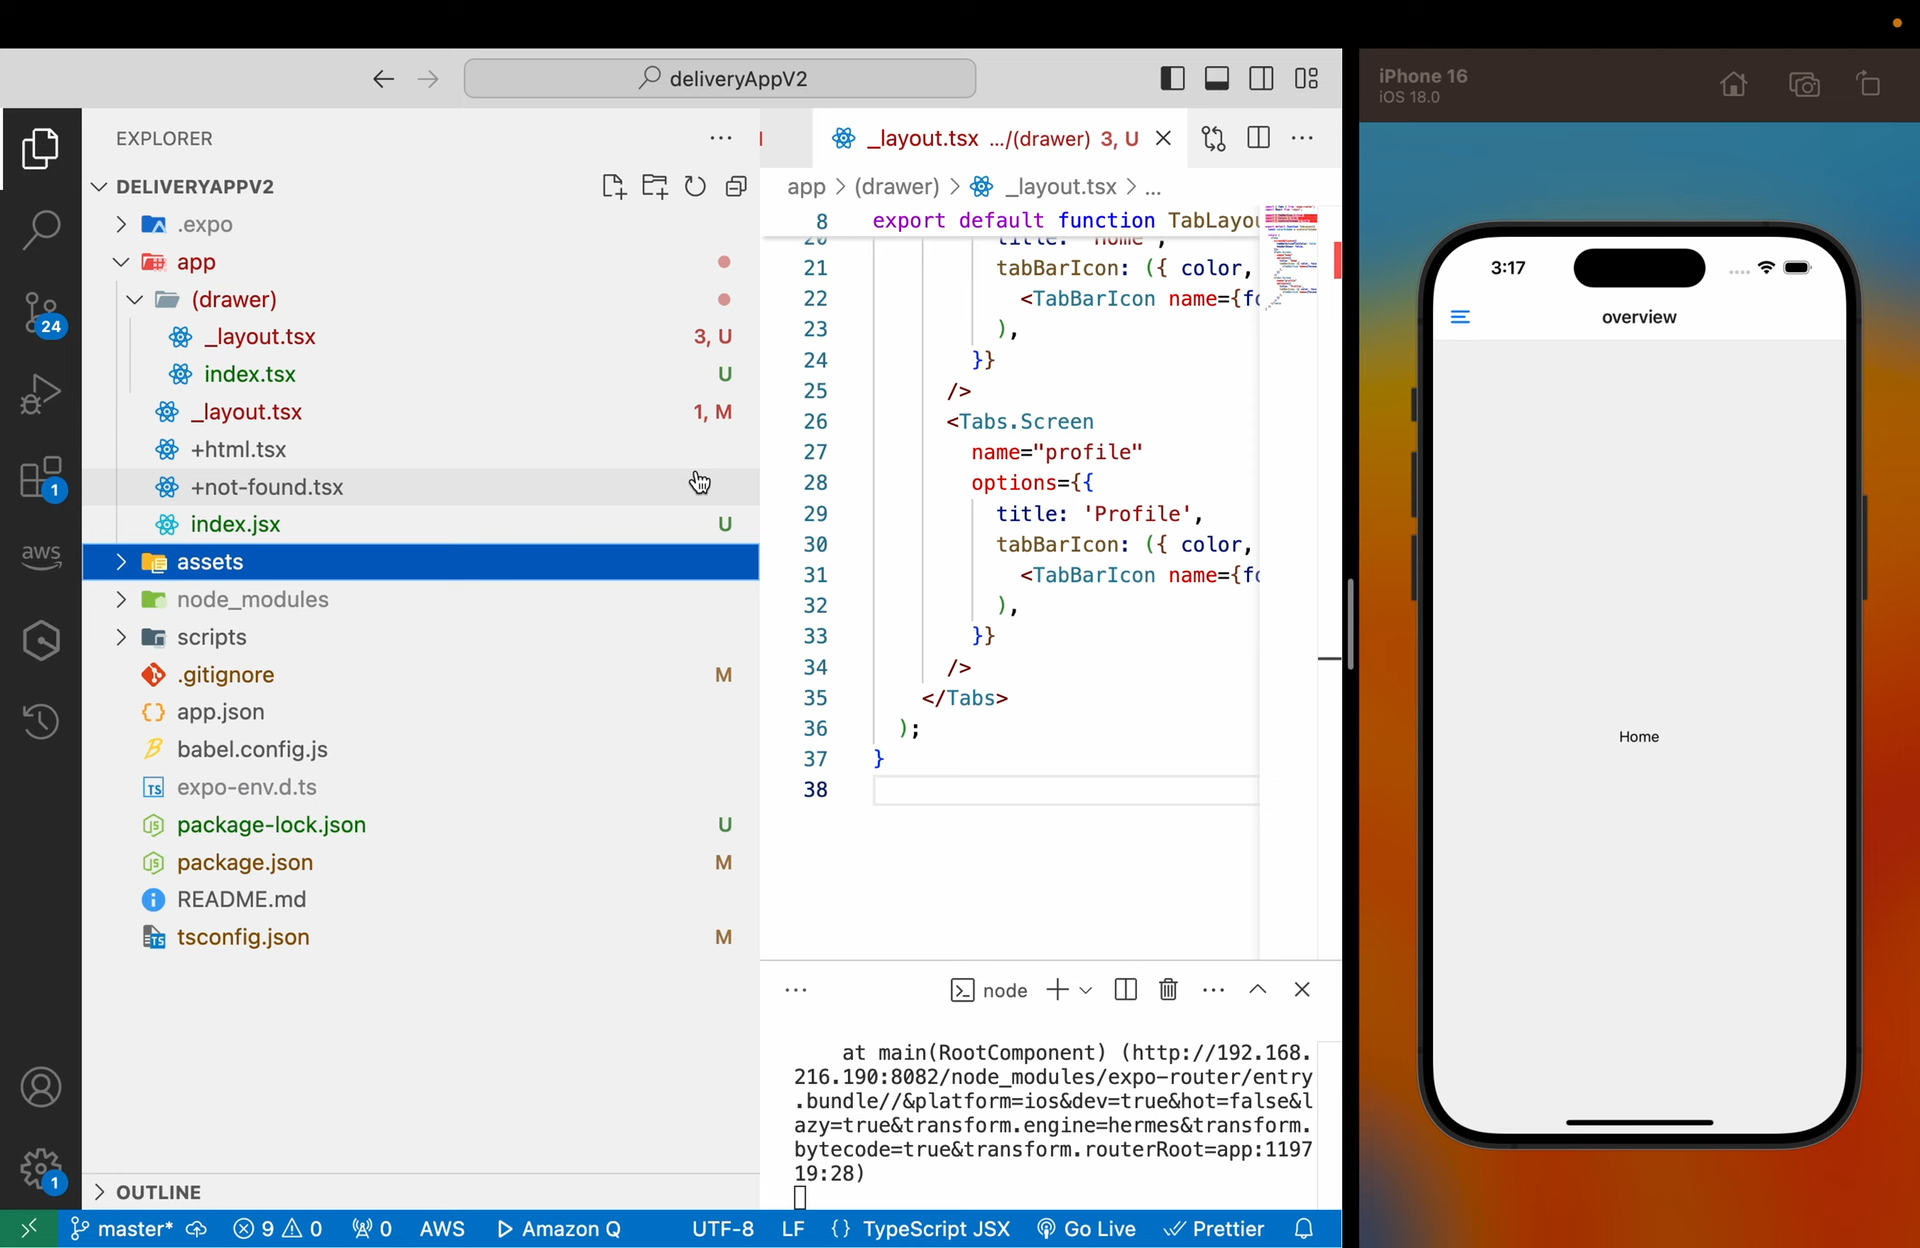 deliveryAppV2
EXPLORER
DELIVERYAPPV2
.expo
app
(drawer)
_layout.tsx 3, U
index.tsx U
_layout.tsx 1, M
+html.tsx
+not-found.tsx
index.jsx U
assets
node_modules
scripts
.gitignore M
app.json
babel.config.js
expo-env.d.ts
package-lock.json U
package.json M
README.md
tsconfig.json M
OUTLINE
24
1
aws
1
_layout.tsx .../(drawer) 3, U
app > (drawer) > _layout.tsx > ...
8 export default function TabLayou
20 title: 'Home',
21 tabBarIcon: ({ color,
22 <TabBarIcon name={fo
23 ),
24 }}
25 />
26 <Tabs.Screen
27 name="profile"
28 options={{
29 title: 'Profile',
30 tabBarIcon: ({ color,
31 <TabBarIcon name={fo
32 ),
33 }}
34 />
35 </Tabs>
36 );
37 }
38
node
at main(RootComponent) (http://192.168.
216.190:8082/node_modules/expo-router/entry
.bundle//&platform=ios&dev=true&hot=false&l
azy=true&transform.engine=hermes&transform.
bytecode=true&transform.routerRoot=app:1197
19:28)
master* 9 0 0 AWS Amazon Q UTF-8 LF {} TypeScript JSX Go Live Prettier
iPhone 16
iOS 18.0
3:17
overview
Home